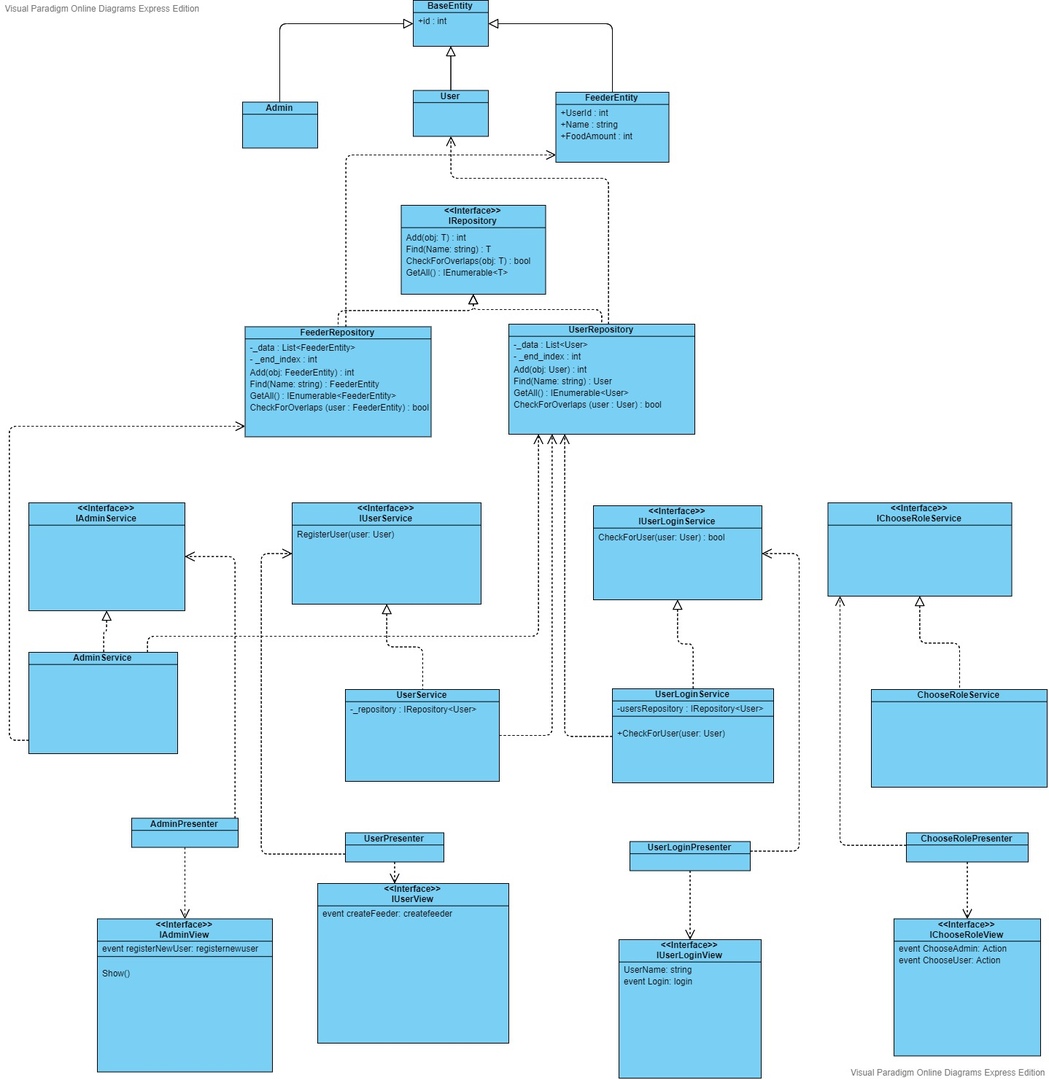 Visual Paradigm Online Diagrams Express Edition
BaseEntity
+id : int
Admin
User
FeederEntity
+UserId : int
+Name : string
+FoodAmount : int
<<Interface>>
IRepository
Add(obj: T) : int
Find(Name: string) : T
CheckForOverlaps(obj: T) : bool
GetAll() : IEnumerable<T>
FeederRepository
-_data : List<FeederEntity>
- _end_index : int
Add(obj: FeederEntity) : int
Find(Name: string) : FeederEntity
GetAll() : IEnumerable<FeederEntity>
CheckForOverlaps (user : FeederEntity) : bool
UserRepository
-_data : List<User>
- _end_index : int
Add(obj: User) : int
Find(Name: string) : User
GetAll() : IEnumerable<User>
CheckForOverlaps (user : User) : bool
<<Interface>>
IAdminService
<<Interface>>
IUserService
RegisterUser(user: User)
<<Interface>>
IUserLoginService
CheckForUser(user: User) : bool
<<Interface>>
IChooseRoleService
AdminService
UserService
-_repository : IRepository<User>
UserLoginService
-usersRepository : IRepository<User>
+CheckForUser(user: User)
ChooseRoleService
AdminPresenter
UserPresenter
UserLoginPresenter
ChooseRolePresenter
<<Interface>>
IAdminView
event registerNewUser: registernewuser
Show()
<<Interface>>
IUserView
event createFeeder: createfeeder
<<Interface>>
IUserLoginView
UserName: string
event Login: login
<<Interface>>
IChooseRoleView
event ChooseAdmin: Action
event ChooseUser: Action
Visual Paradigm Online Diagrams Express Edition